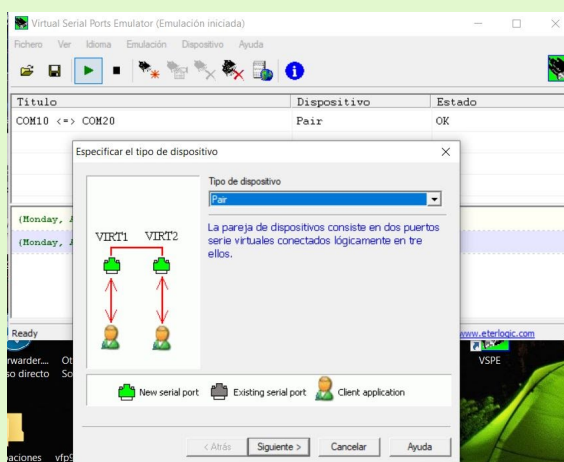 Virtual Serial Ports Emulator (Emulación iniciada)
Fichero Ver Idioma Emulación Dispositivo Ayuda
Titulo Dispositivo Estado
COM10 <=> COM20 Pair OK
Especificar el tipo de dispositivo
Tipo de dispositivo
Pair
La pareja de dispositivos consiste en dos puertos
serie virtuales conectados lógicamente en tre
ellos.
VIRT1 VIRT2
(Monday,
(Monday,
Ready
www.eterlogic.com
New serial port Existing serial port Client application
< Atrás Siguiente > Cancelar Ayuda
rwarder....
so directo
VSPE
aciones vfp9